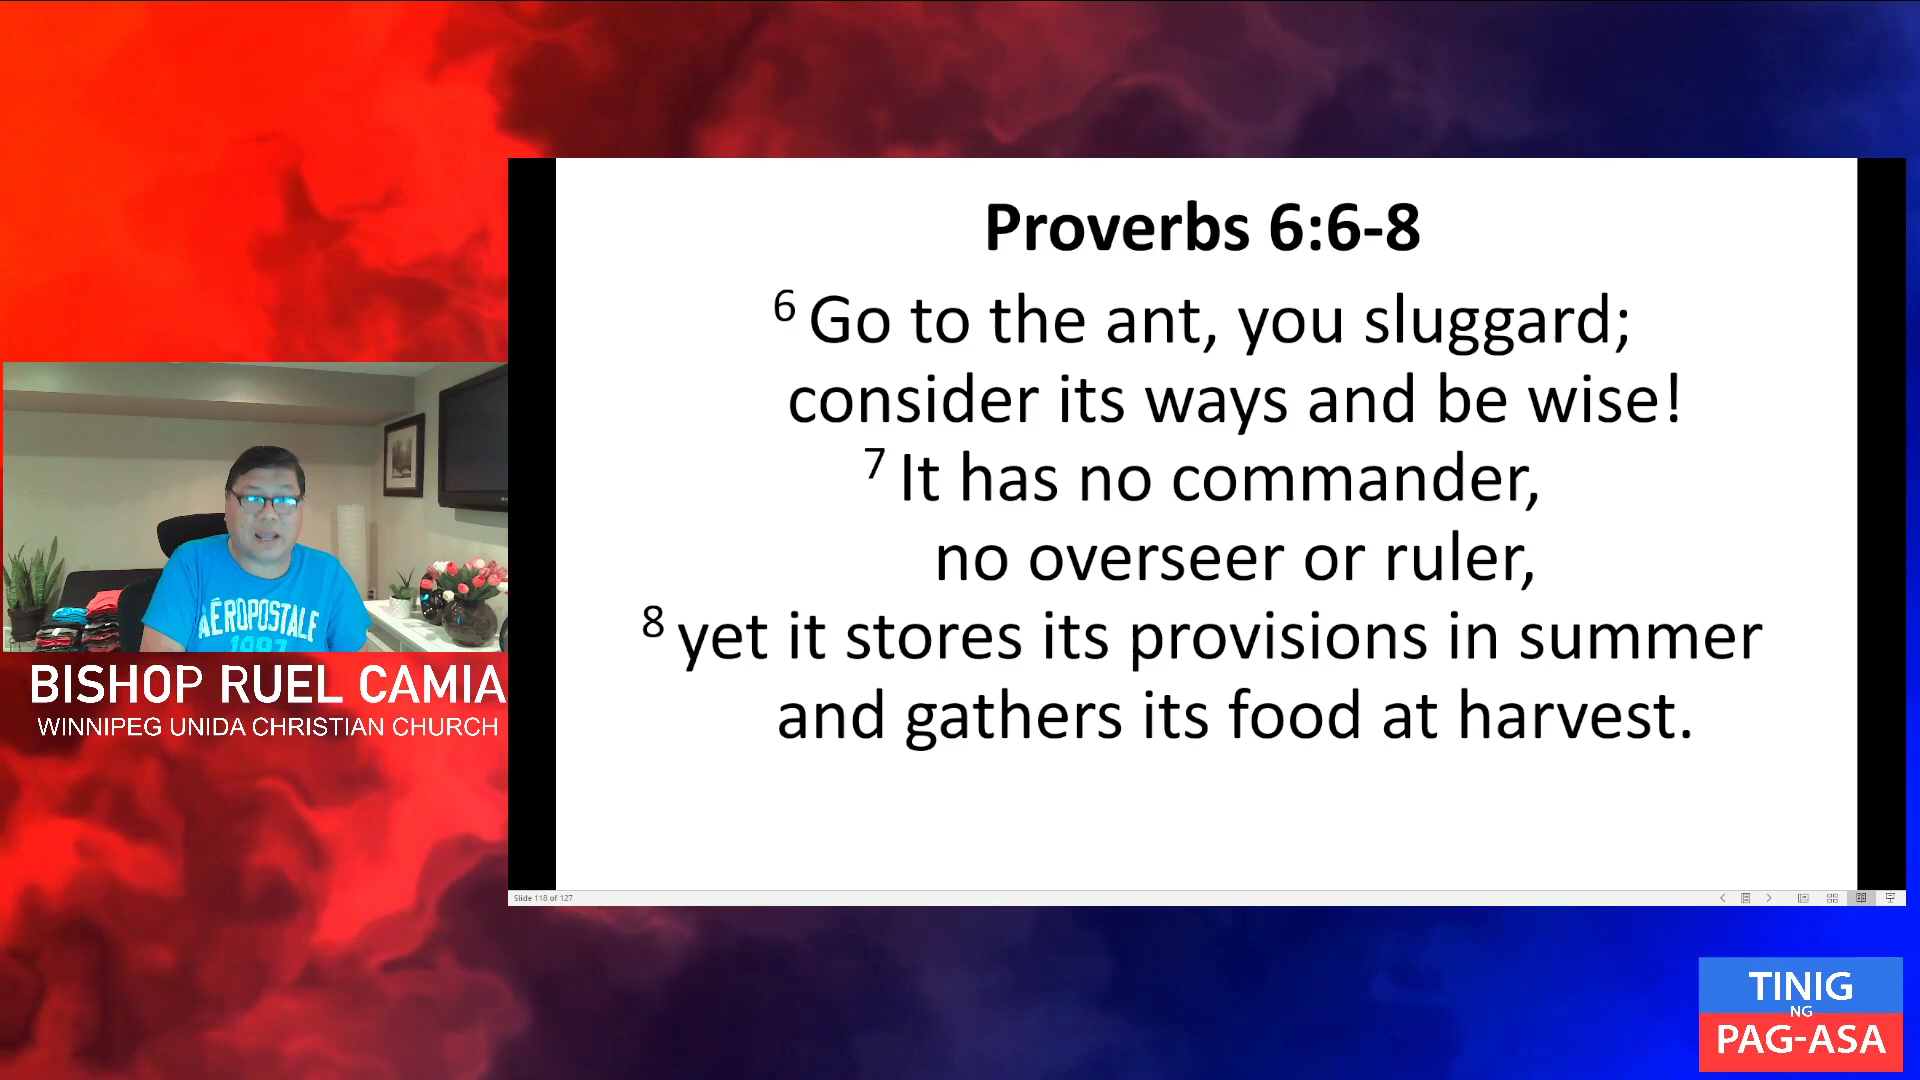 Proverbs 6:6-8
6 Go to the ant, you sluggard;
consider its ways and be wise!
7 It has no commander,
no overseer or ruler,
8 yet it stores its provisions in summer
and gathers its food at harvest.
Slide 118 of 127
AÉROPOSTALE
1987
BISHOP RUEL CAMIA
WINNIPEG UNIDA CHRISTIAN CHURCH
TINIG
NG
PAG-ASA